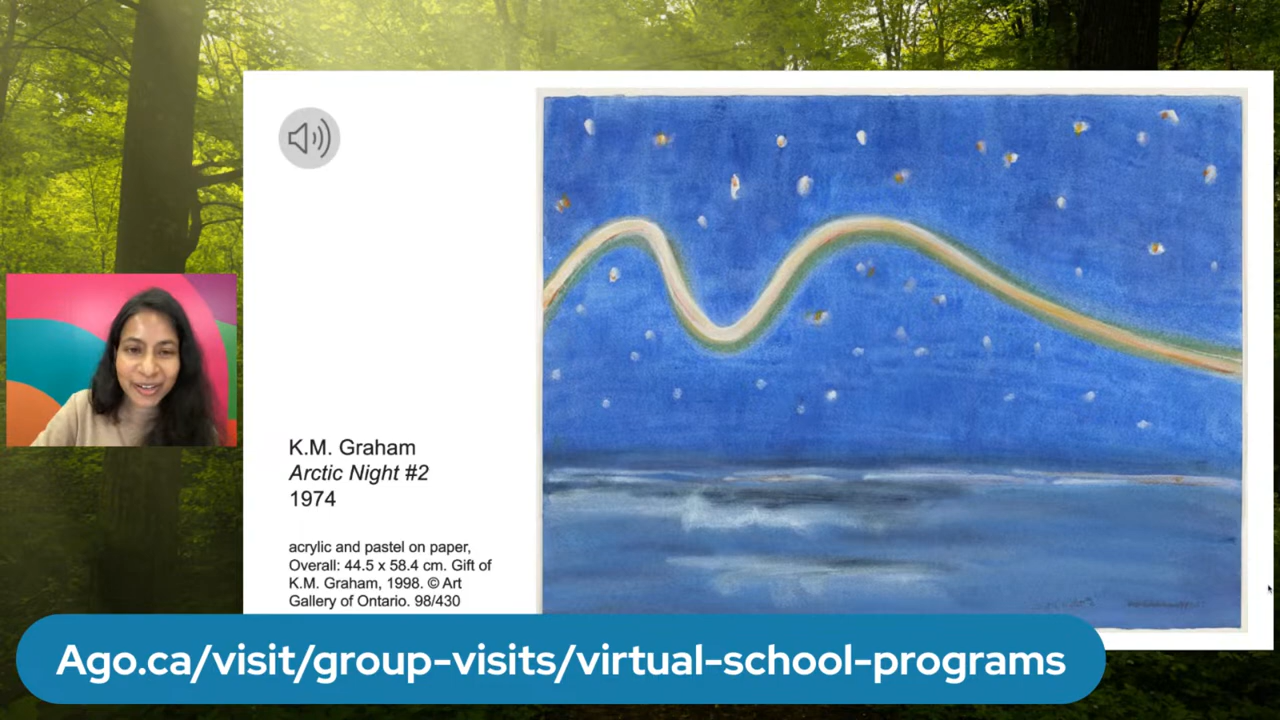 K.M. Graham
Arctic Night #2
1974
acrylic and pastel on paper,
Overall: 44.5 x 58.4 cm. Gift of
K.M. Graham, 1998. © Art
Gallery of Ontario. 98/430
Ago.ca/visit/group-visits/virtual-school-programs